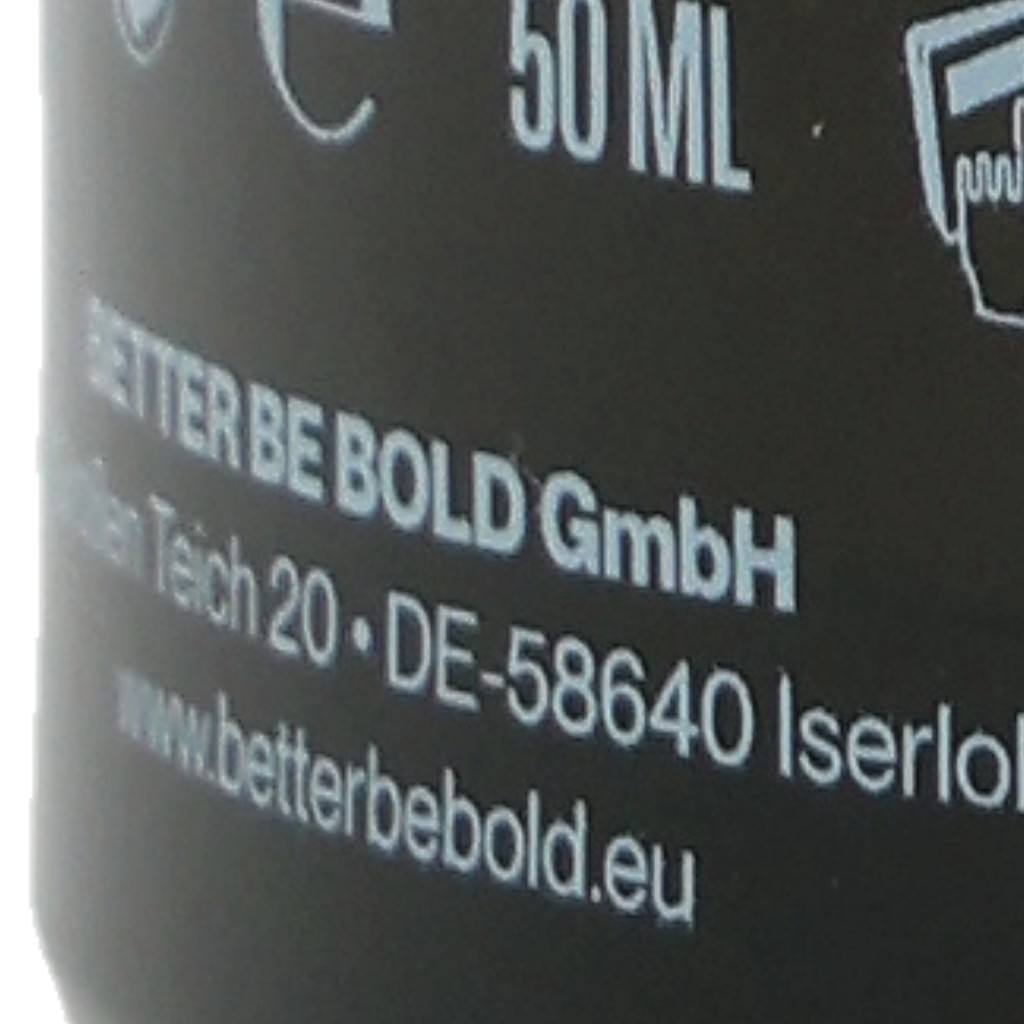 e 50 ML
BETTER BE BOLD GmbH
Teich 20 • DE-58640
www.betterbebold.eu